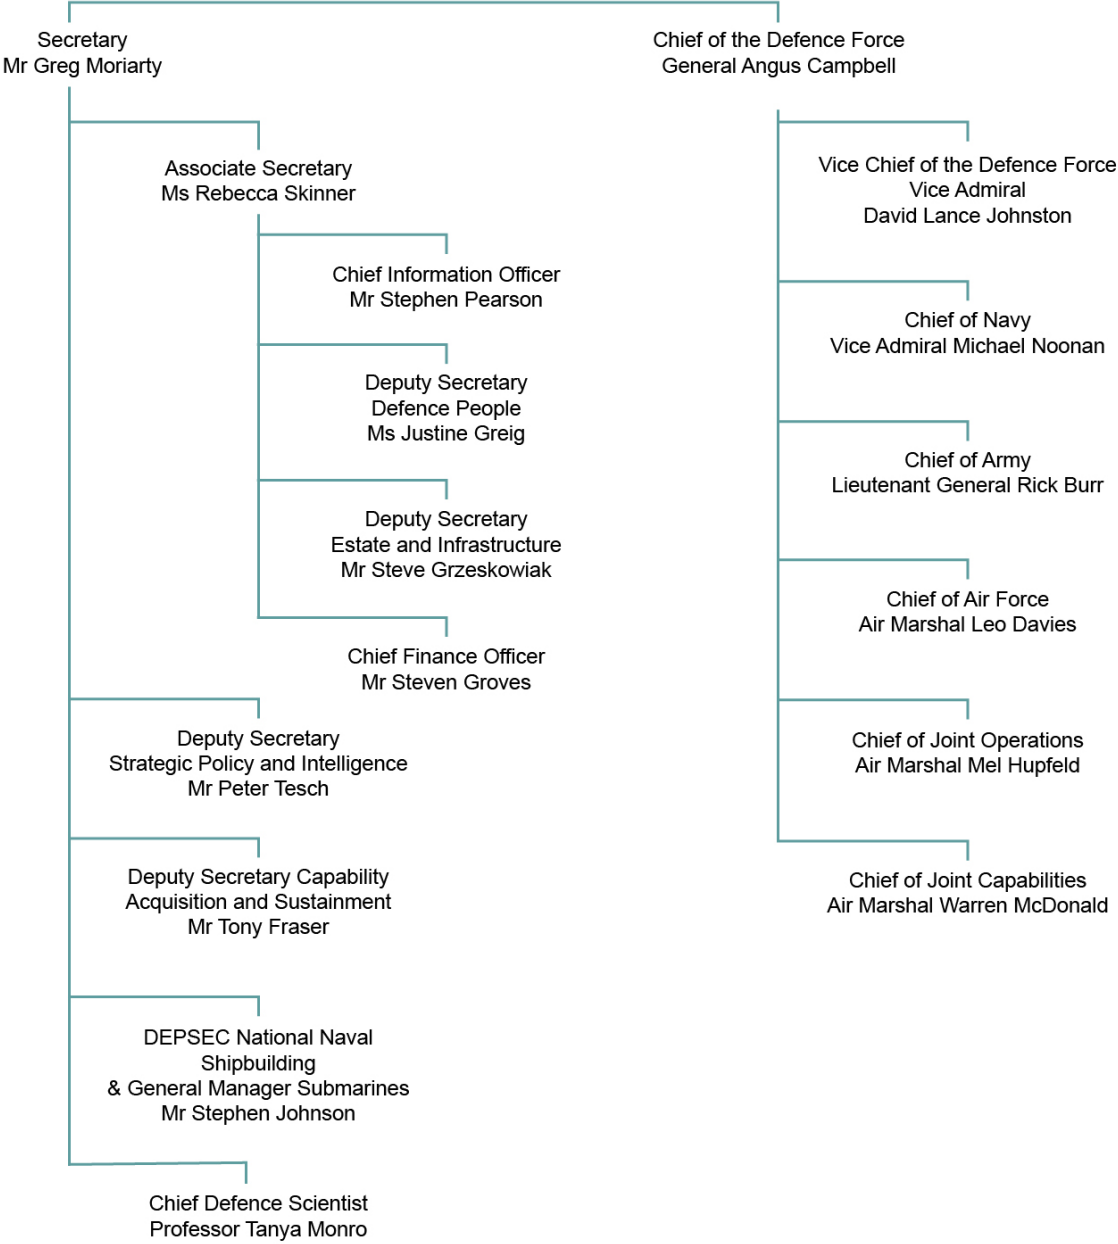 Secretary
Mr Greg Moriarty
Chief of the Defence Force
General Angus Campbell
Associate Secretary
Ms Rebecca Skinner
Chief Information Officer
Mr Stephen Pearson
Deputy Secretary
Defence People
Ms Justine Greig
Deputy Secretary
Estate and Infrastructure
Mr Steve Grzeskowiak
Chief Finance Officer
Mr Steven Groves
Deputy Secretary
Strategic Policy and Intelligence
Mr Peter Tesch
Deputy Secretary Capability
Acquisition and Sustainment
Mr Tony Fraser
DEPSEC National Naval
Shipbuilding
& General Manager Submarines
Mr Stephen Johnson
Chief Defence Scientist
Professor Tanya Monro
Vice Chief of the Defence Force
Vice Admiral
David Lance Johnston
Chief of Navy
Vice Admiral Michael Noonan
Chief of Army
Lieutenant General Rick Burr
Chief of Air Force
Air Marshal Leo Davies
Chief of Joint Operations
Air Marshal Mel Hupfeld
Chief of Joint Capabilities
Air Marshal Warren McDonald